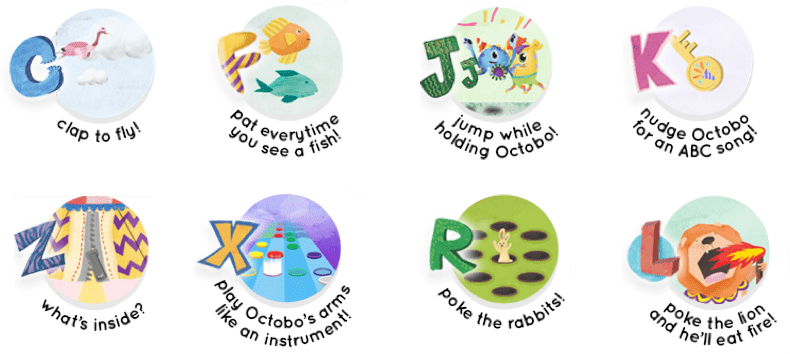 C
clap to fly!
F
pat everytime
you see a fish!
J j
jump while
holding Octobo!
K
nudge Octobo
for an ABC song!
Z
what's inside?
X
play Octobo's arms
like an instrument!
R
poke the rabbits!
L
poke the lion
and he'll eat fire!